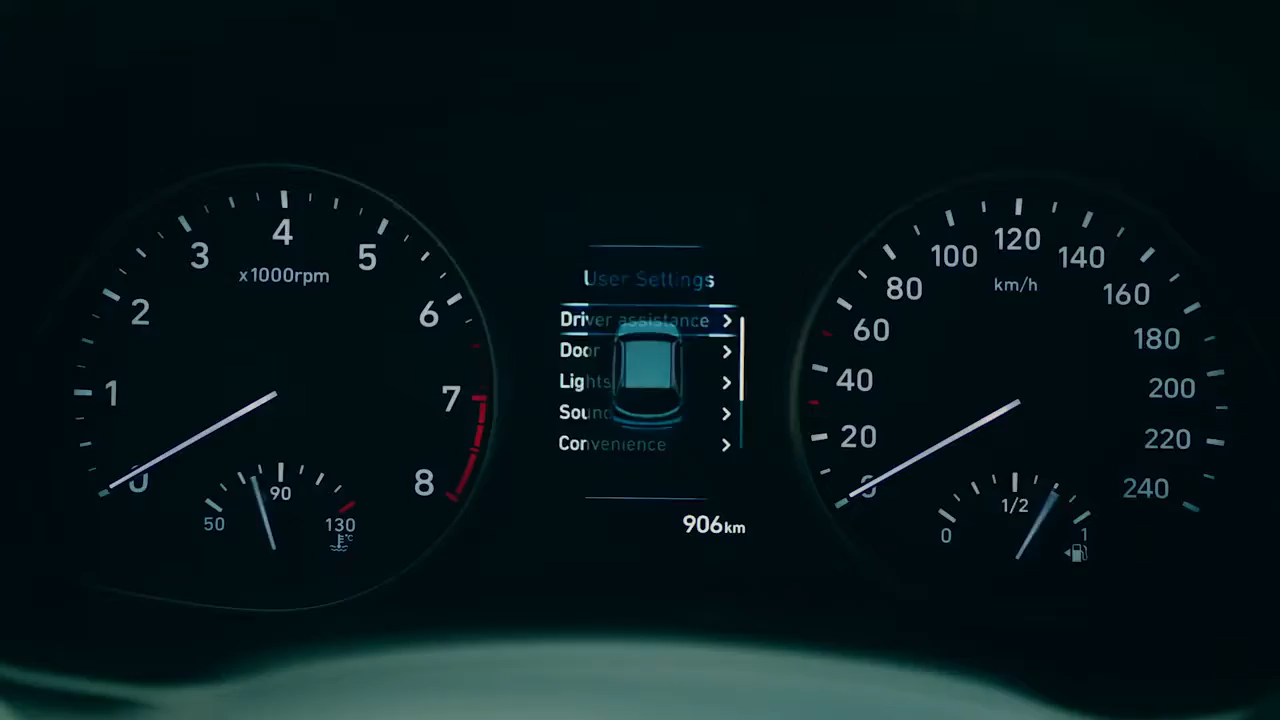 4
3
5
x1000rpm
2
6
1
7
0
8
90
50
130
°C
User Settings
Driver assistance
Door
Lights
Sound
Convenience
906km
120
100
140
km/h
80
160
60
180
40
200
20
220
0
240
1/2
0
1